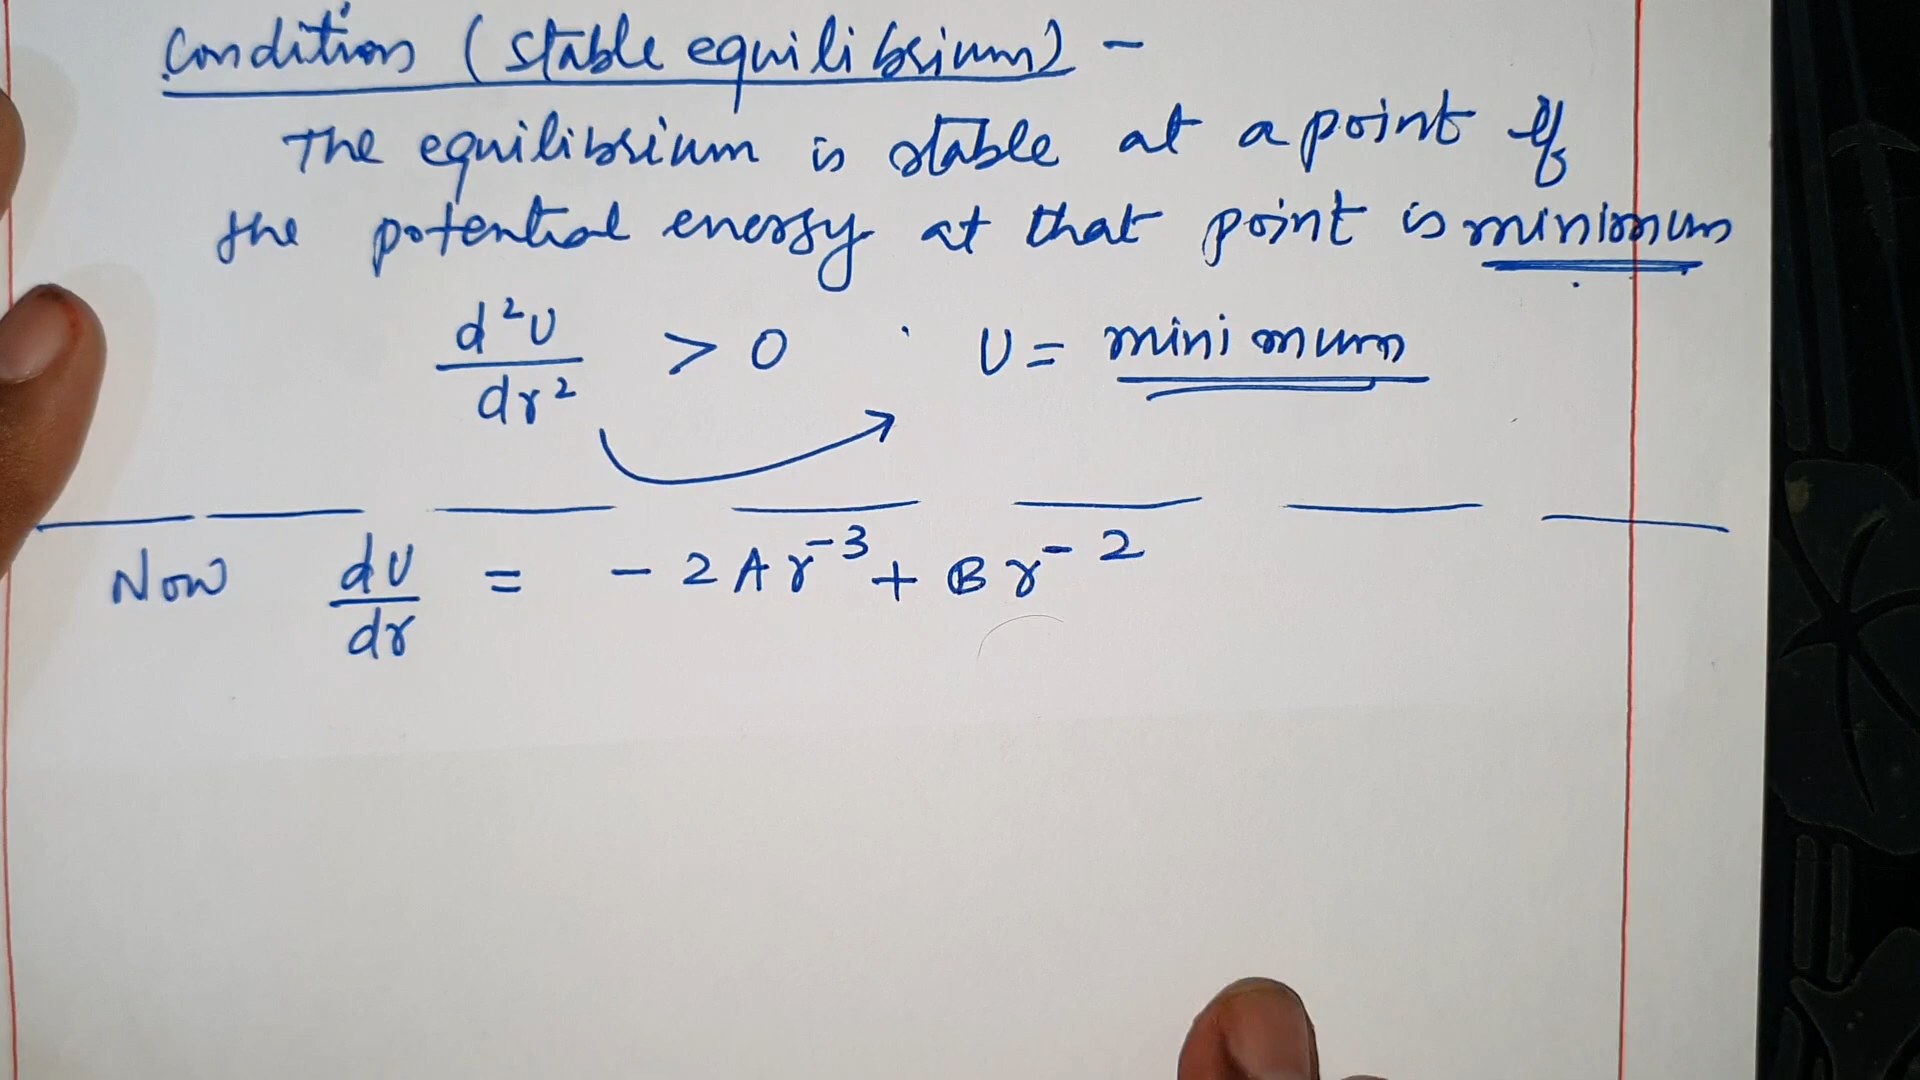 Condition (stable equilibrium) -
The equilibrium is stable at a point if
the potential energy at that point is minimum
d²U/dr² > 0 U = minimum
Now dU/dr = - 2Ar⁻³ + Br⁻²